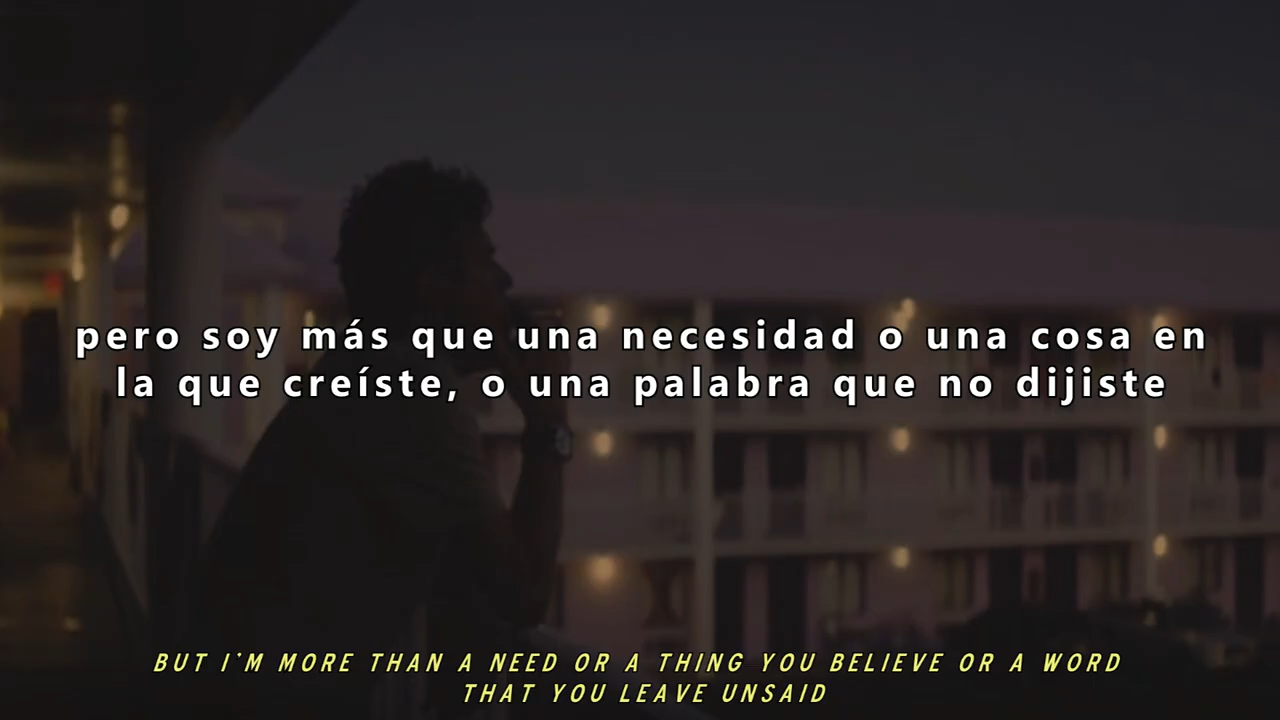 pero soy más que una necesidad o una cosa en
la que creíste, o una palabra que no dijiste
BUT I'M MORE THAN A NEED OR A THING YOU BELIEVE OR A WORD
THAT YOU LEAVE UNSAID